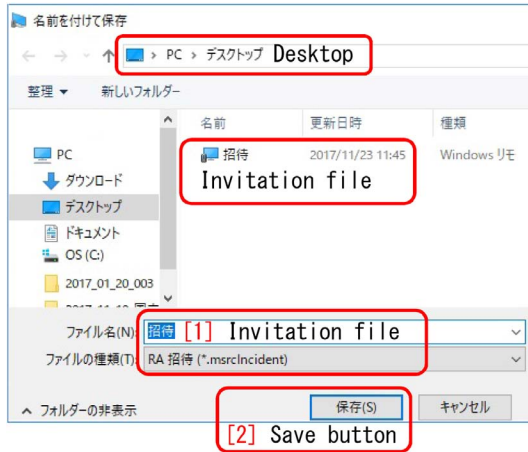 名前を付けて保存
PC › デスクトップ Desktop
整理 ▼ 新しいフォルダー
名前 更新日時 種類
PC
招待 2017/11/23 11:45 Windows リモ
Invitation file
ダウンロード
デスクトップ
ドキュメント
OS (C:)
2017_01_20_003
ファイル名(N): 招待 [1] Invitation file
ファイルの種類(T): RA 招待 (*.msrcIncident)
フォルダーの非表示 保存(S) キャンセル
[2] Save button